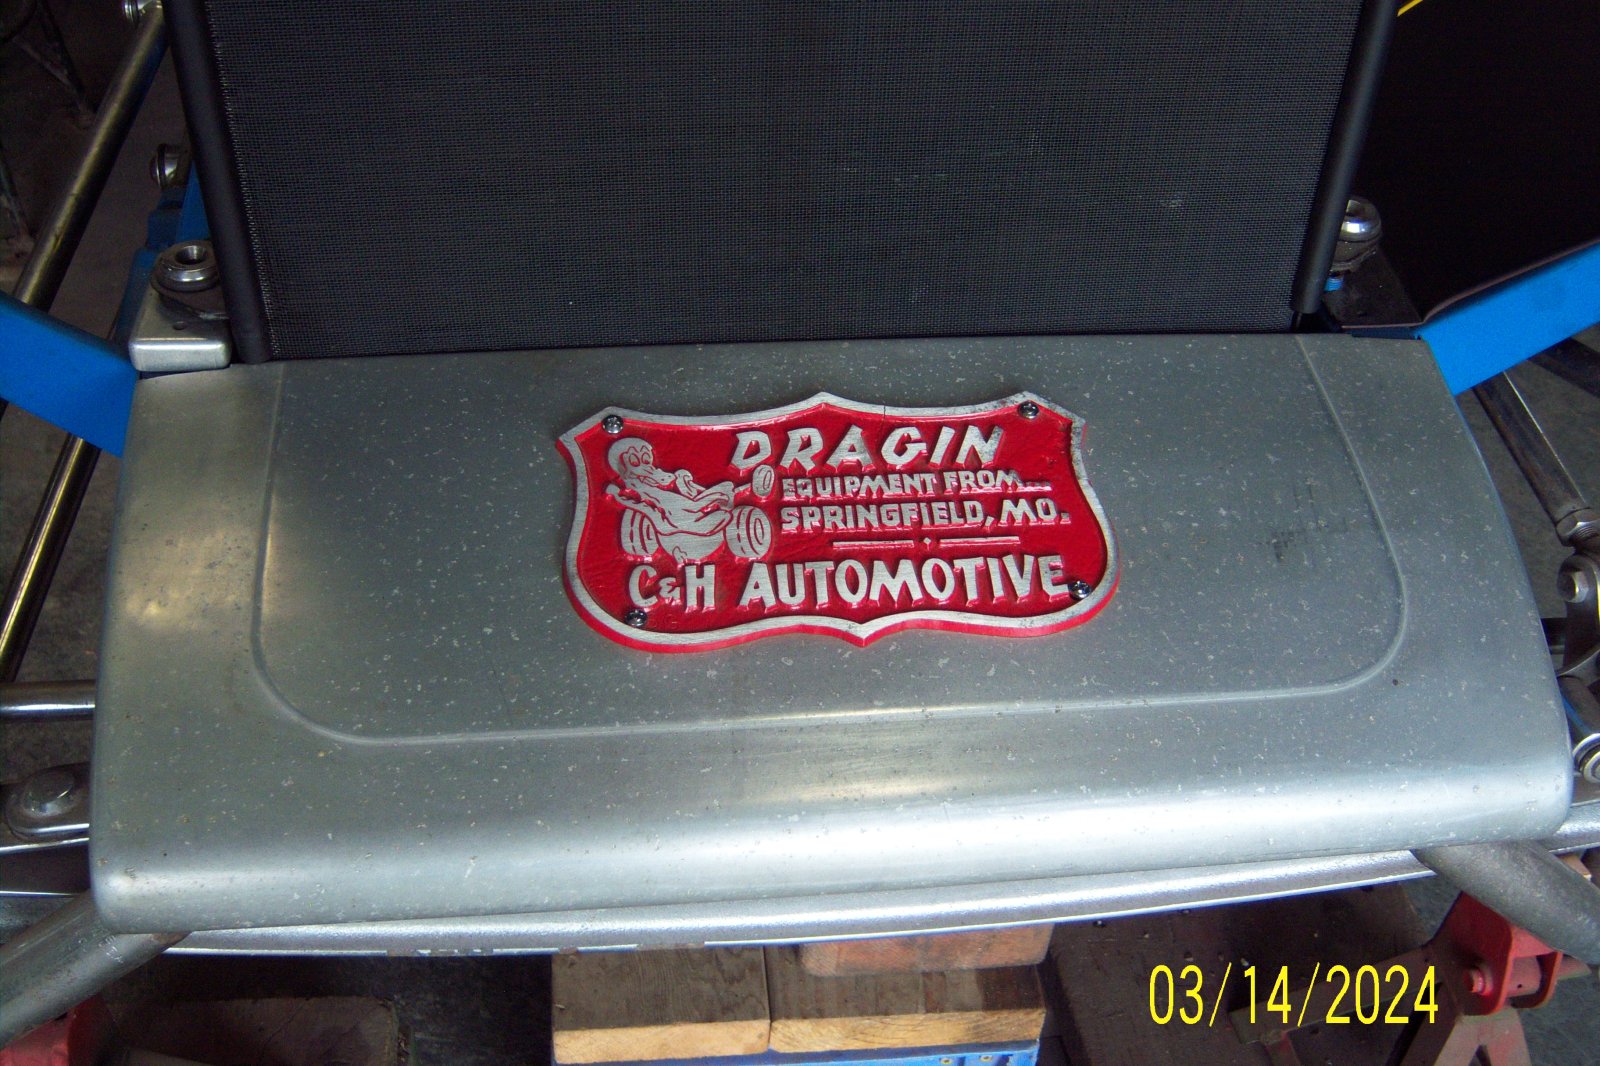 DRAGIN
EQUIPMENT FROM...
SPRINGFIELD, MO.
C&H AUTOMOTIVE
03/14/2024